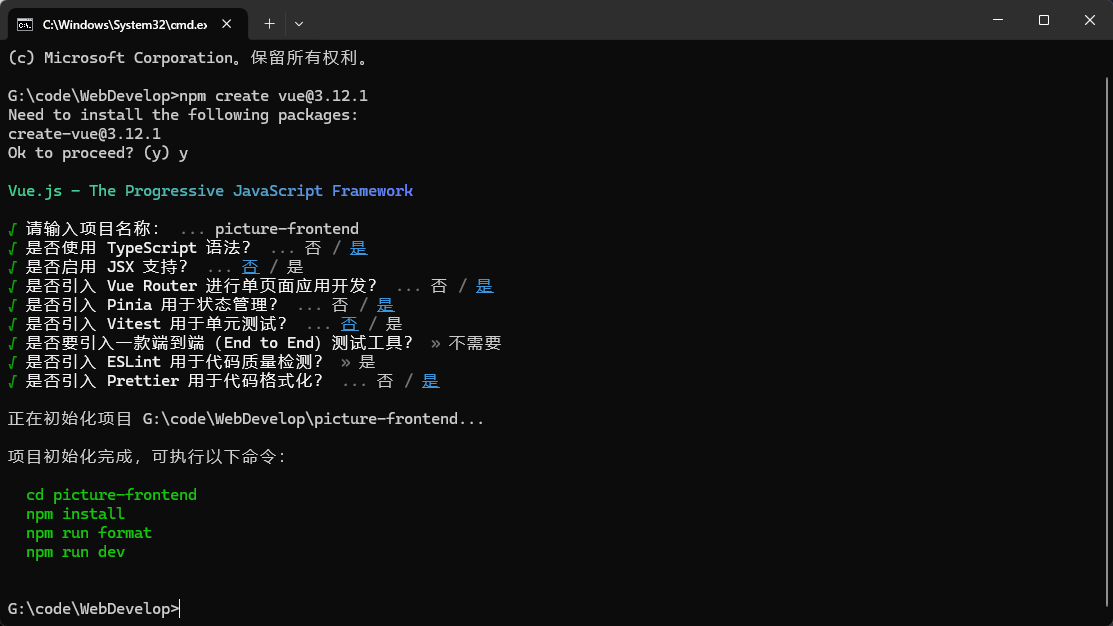 C:\Windows\System32\cmd.ex
(c) Microsoft Corporation。保留所有权利。
G:\code\WebDevelop>npm create vue@3.12.1
Need to install the following packages:
create-vue@3.12.1
Ok to proceed? (y) y
Vue.js - The Progressive JavaScript Framework
√ 请输入项目名称： ... picture-frontend
√ 是否使用 TypeScript 语法？ ... 否 / 是
√ 是否启用 JSX 支持？ ... 否 / 是
√ 是否引入 Vue Router 进行单页面应用开发？ ... 否 / 是
√ 是否引入 Pinia 用于状态管理？ ... 否 / 是
√ 是否引入 Vitest 用于单元测试？ ... 否 / 是
√ 是否要引入一款端到端（End to End）测试工具？ » 不需要
√ 是否引入 ESLint 用于代码质量检测？ » 是
√ 是否引入 Prettier 用于代码格式化？ ... 否 / 是
正在初始化项目 G:\code\WebDevelop\picture-frontend...
项目初始化完成，可执行以下命令：
cd picture-frontend
npm install
npm run format
npm run dev
G:\code\WebDevelop>